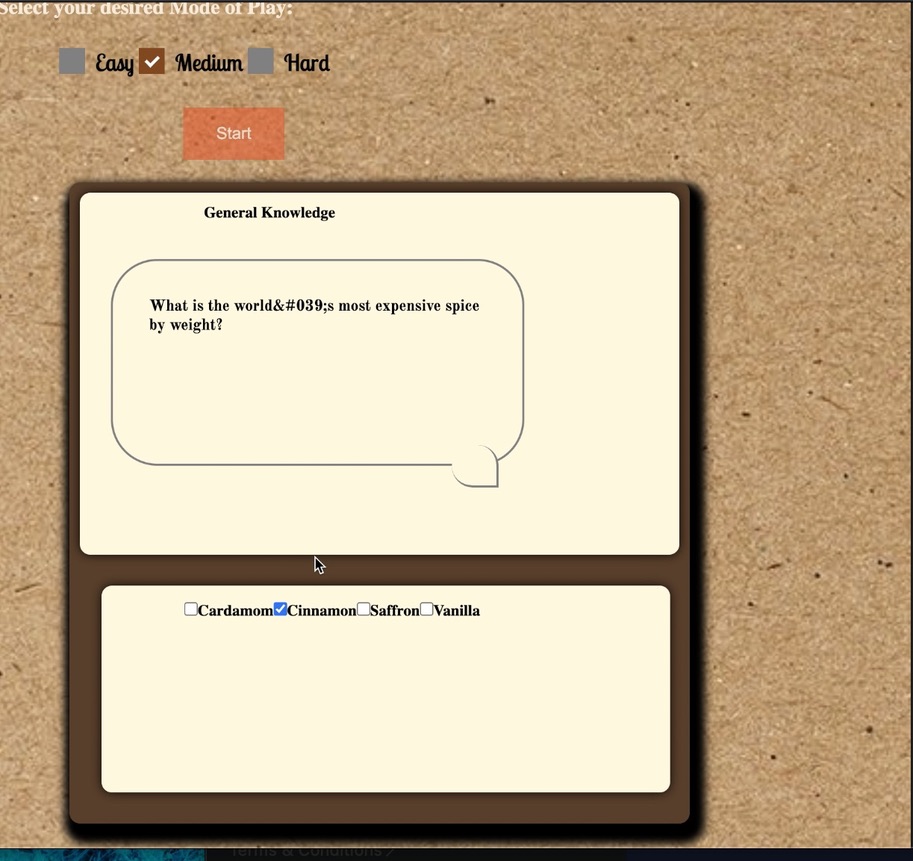 Select your desired Mode of Play:
Easy Medium Hard
Start
General Knowledge
What is the world&#039;s most expensive spice
by weight?
Cardamom Cinnamon Saffron Vanilla
Terms & Conditions